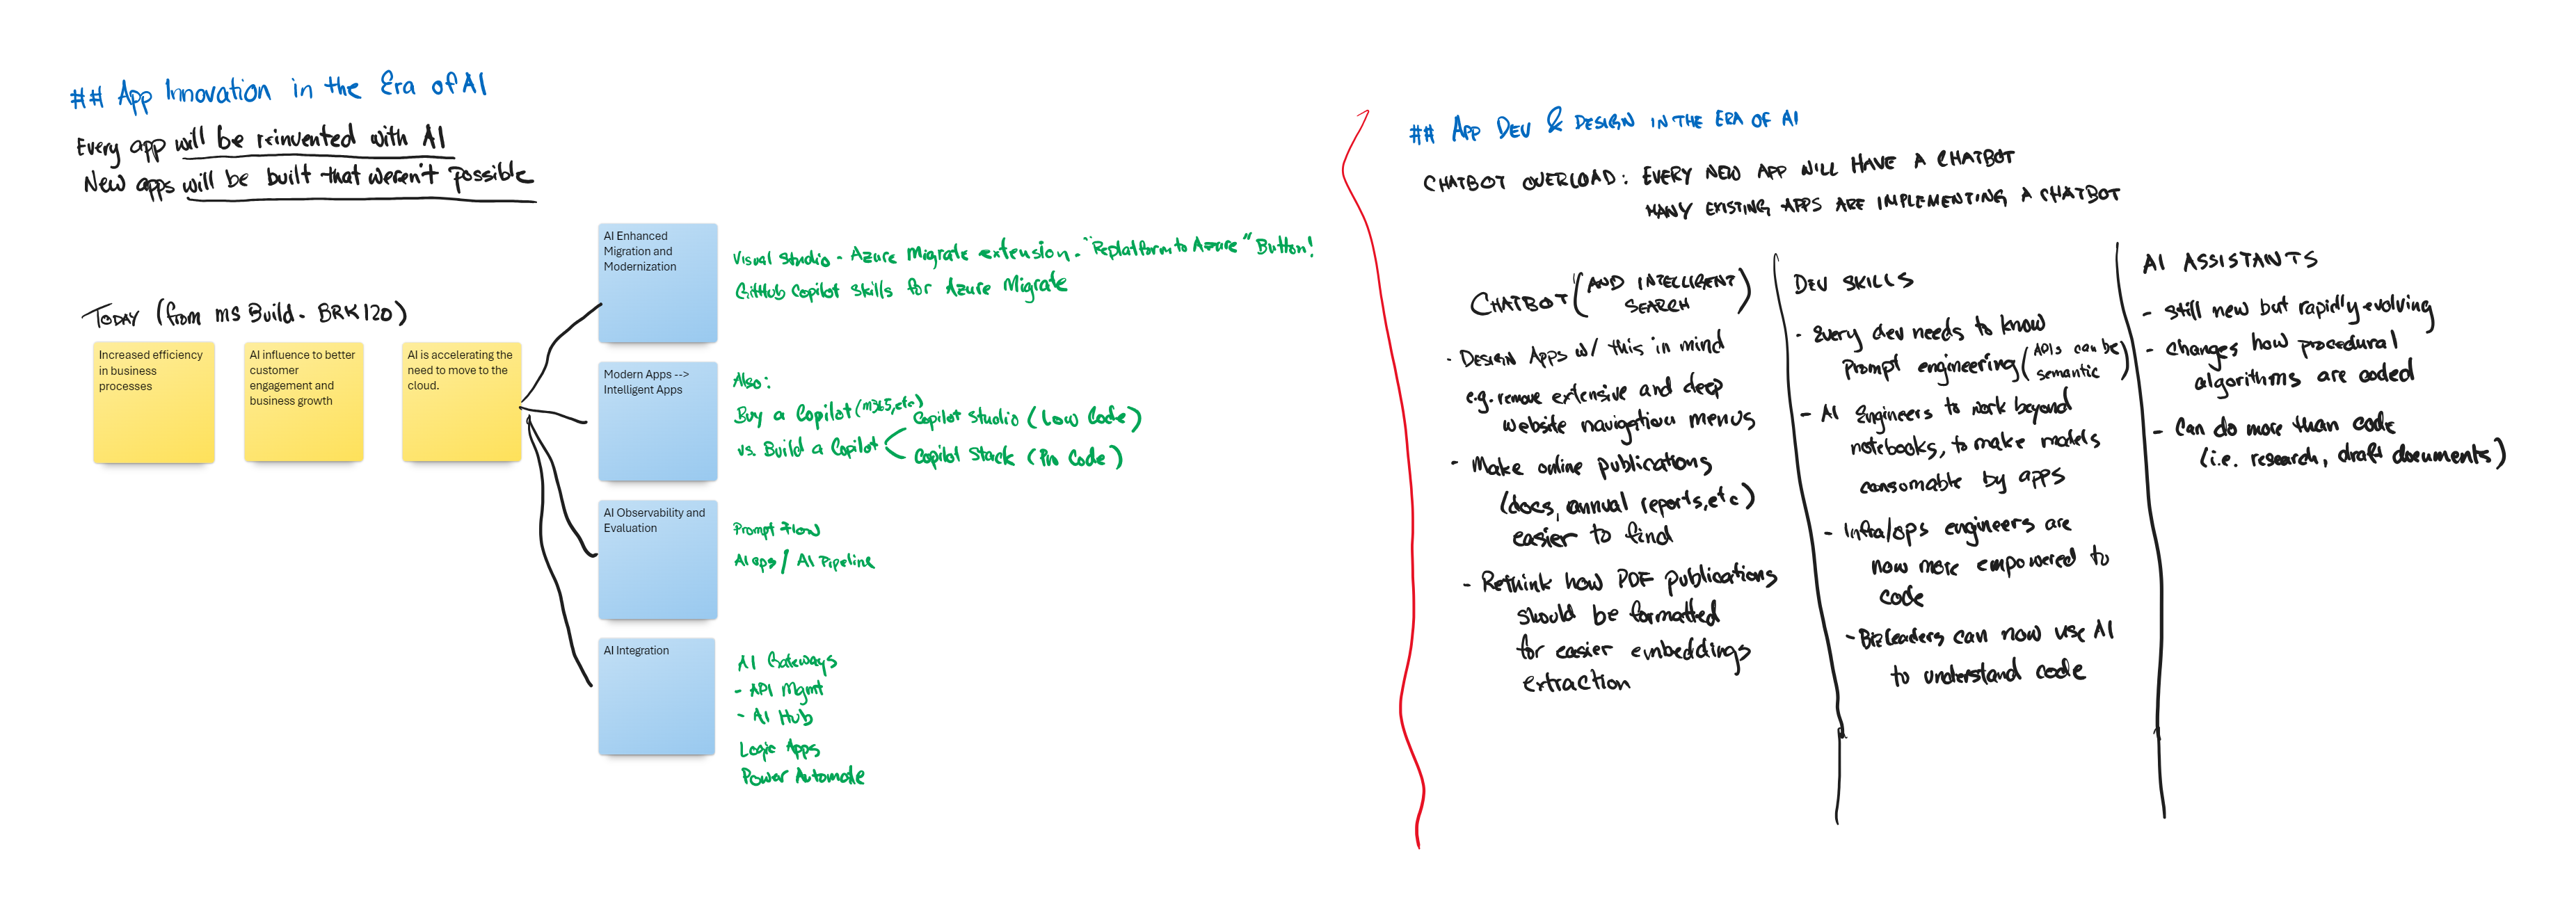 ## App Innovation in the Era of AI
Every app will be reinvented with AI
New apps will be built that weren't possible
TODAY (from MS Build - BRK120)
Increased efficiency
in business
processes
AI influence to better
customer
engagement and
business growth
AI is accelerating the
need to move to the
cloud.
AI Enhanced
Migration and
Modernization
Visual Studio - Azure Migrate extension - "Replatform to Azure" Button!
GitHub Copilot skills for Azure Migrate
Modern Apps -->
Intelligent Apps
Also:
Buy a Copilot (m365, etc)
vs. Build a Copilot
Copilot Studio (Low Code)
Copilot Stack (Pro Code)
AI Observability and
Evaluation
Prompt Flow
AI ops / AI Pipeline
AI Integration
AI Gateways
- API Mgmt
- AI Hub
Logic Apps
Power Automate
## APP DEV & DESIGN IN THE ERA OF AI
CHATBOT OVERLOAD: EVERY NEW APP WILL HAVE A CHATBOT
MANY EXISTING APPS ARE IMPLEMENTING A CHATBOT
CHATBOT (AND INTELLIGENT
SEARCH)
- DESIGN APPS w/ this in mind
e.g. remove extensive and deep
website navigation menus
- Make online publications
(docs, annual reports, etc)
easier to find
- Rethink how PDF publications
should be formatted
for easier embeddings
extraction
DEV SKILLS
- Every dev needs to know
prompt engineering (APIs can be
semantic)
- AI Engineers to work beyond
notebooks, to make models
consomable by apps
- Infra/ops engineers are
now more empowered to
code
- Biz leaders can now use AI
to understand code
AI ASSISTANTS
- still new but rapidly evolving
- changes how procedural
algorithms are coded
- Can do more than code
(i.e. research, draft documents)